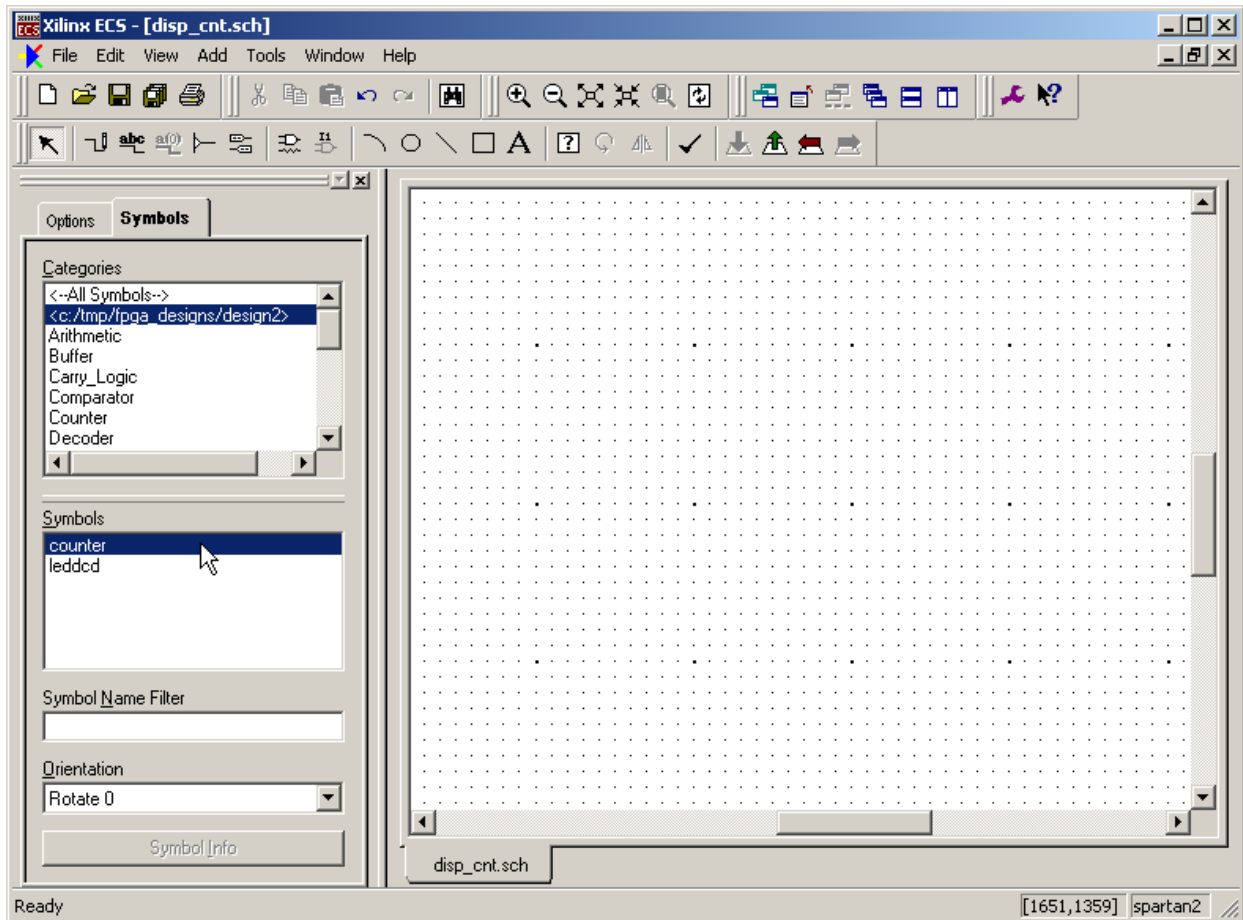 Xilinx ECS - [disp_cnt.sch]
File Edit View Add Tools Window Help
Options Symbols
Categories
<--All Symbols-->
<c:/tmp/fpga_designs/design2>
Arithmetic
Buffer
Carry_Logic
Comparator
Counter
Decoder
Symbols
counter
leddcd
Symbol Name Filter
Orientation
Rotate 0
Symbol Info
disp_cnt.sch
Ready [1651,1359] spartan2